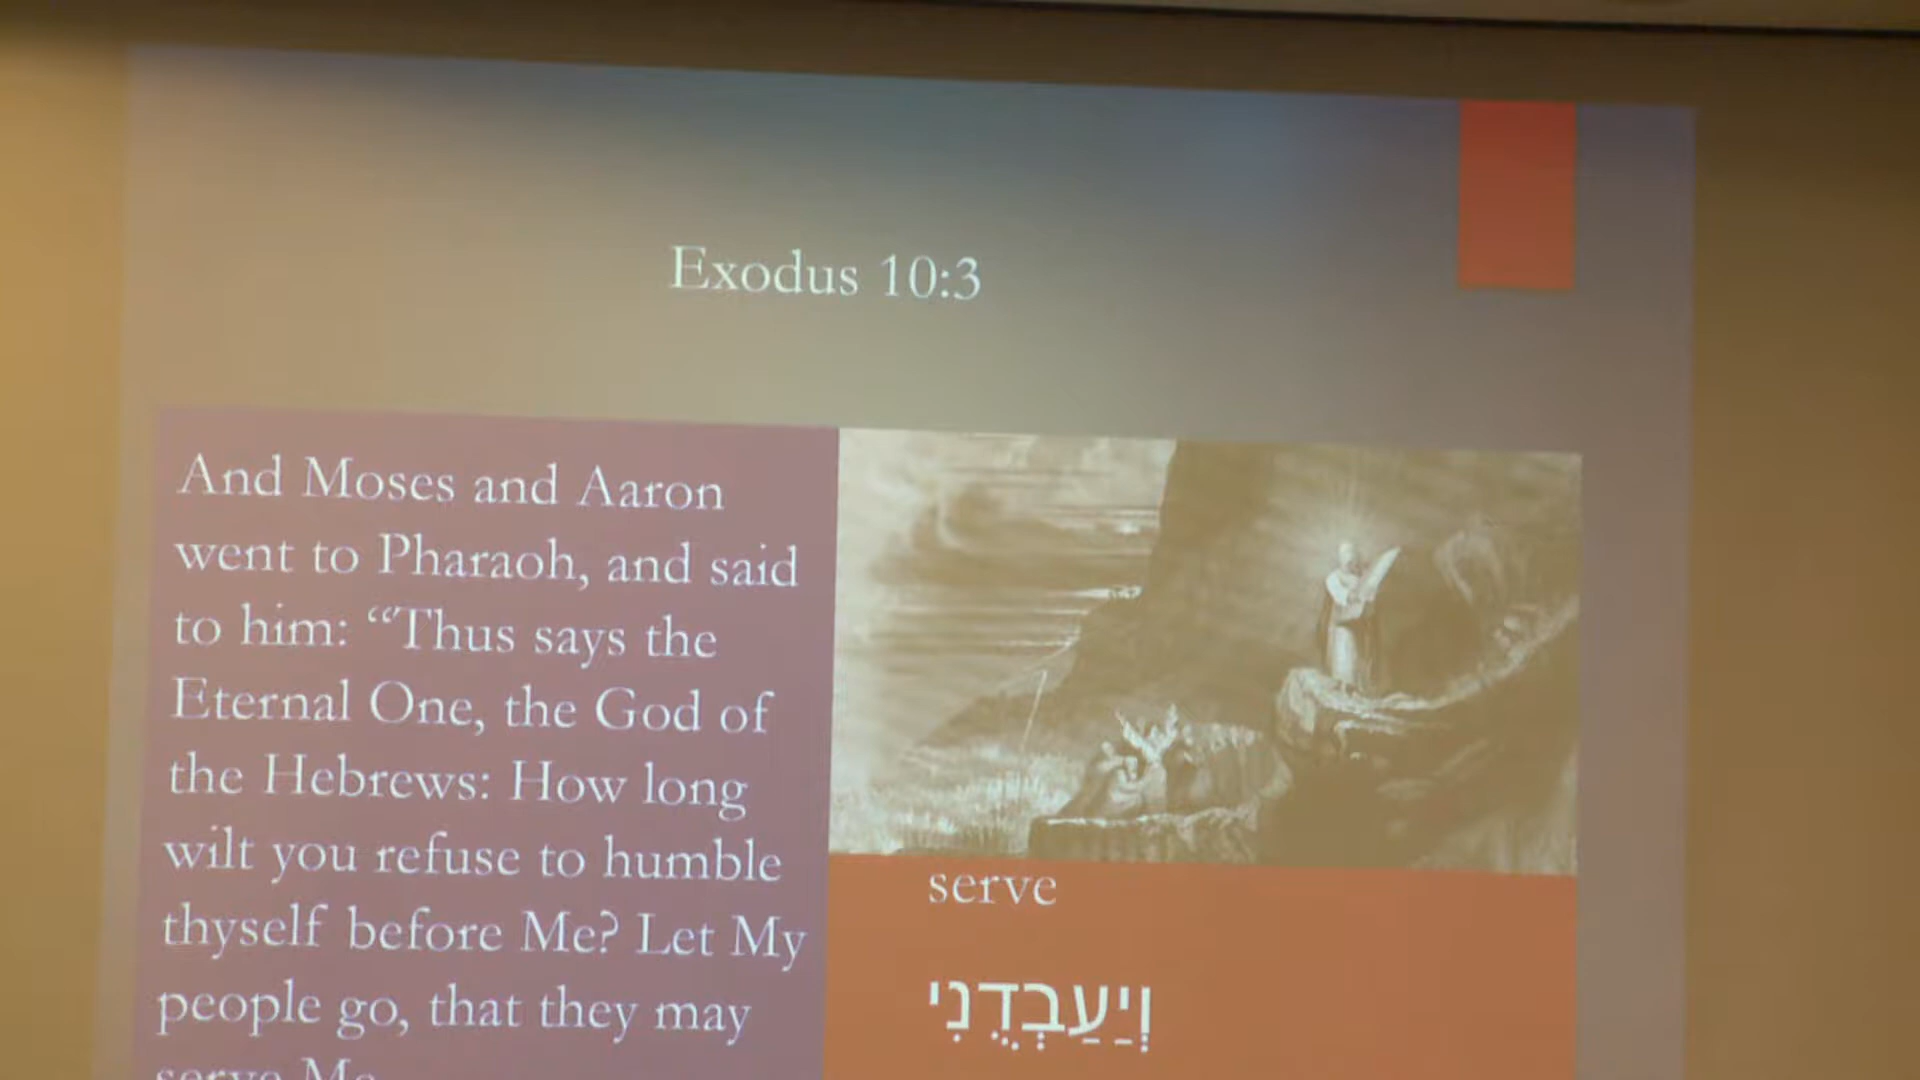 Exodus 10:3
And Moses and Aaron
went to Pharaoh, and said
to him: “Thus says the
Eternal One, the God of
the Hebrews: How long
wilt you refuse to humble
thyself before Me? Let My
people go, that they may
serve Me
serve
וְיַעַבְדֻנִי